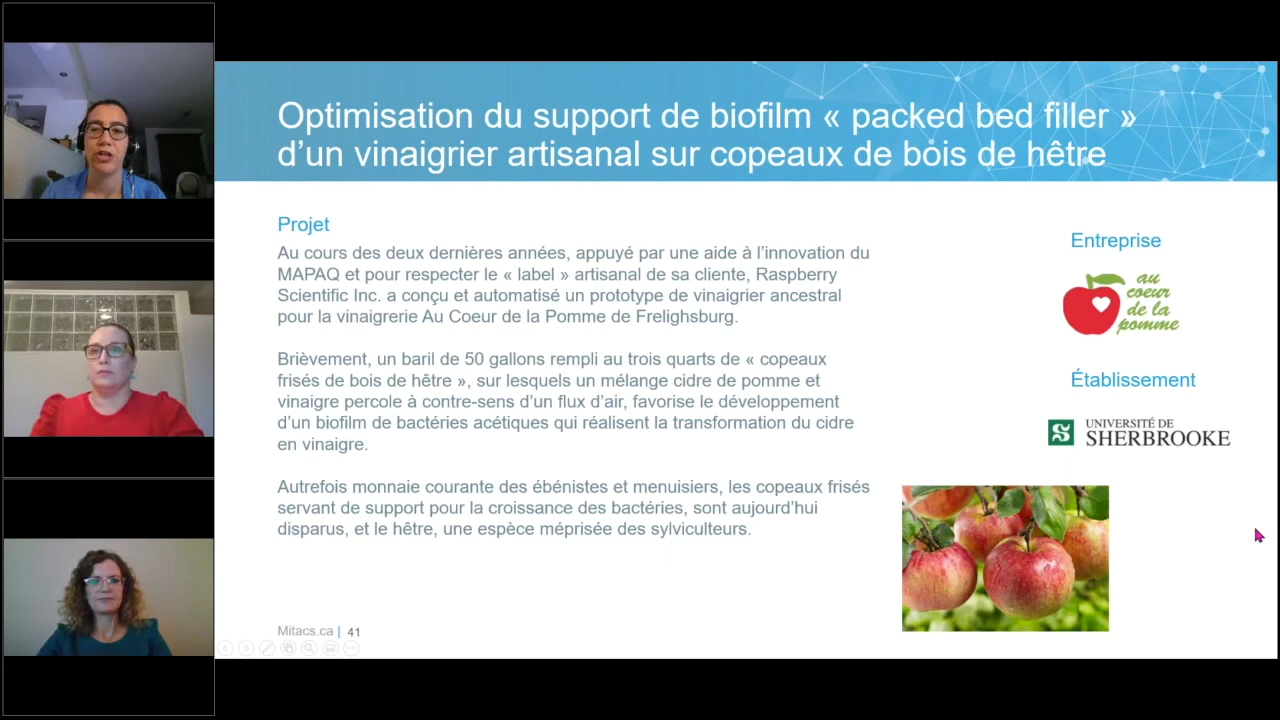 Optimisation du support de biofilm « packed bed filler »
d’un vinaigrier artisanal sur copeaux de bois de hêtre
Projet
Au cours des deux dernières années, appuyé par une aide à l’innovation du
MAPAQ et pour respecter le « label » artisanal de sa cliente, Raspberry
Scientific Inc. a conçu et automatisé un prototype de vinaigrier ancestral
pour la vinaigrerie Au Coeur de la Pomme de Frelighsburg.
Brièvement, un baril de 50 gallons rempli au trois quarts de « copeaux
frisés de bois de hêtre », sur lesquels un mélange cidre de pomme et
vinaigre percole à contre-sens d’un flux d’air, favorise le développement
d’un biofilm de bactéries acétiques qui réalisent la transformation du cidre
en vinaigre.
Autrefois monnaie courante des ébénistes et menuisiers, les copeaux frisés
servant de support pour la croissance des bactéries, sont aujourd’hui
disparus, et le hêtre, une espèce méprisée des sylviculteurs.
Entreprise
au
coeur
de la
pomme
Établissement
UNIVERSITÉ DE
SHERBROOKE
Mitacs.ca | 41